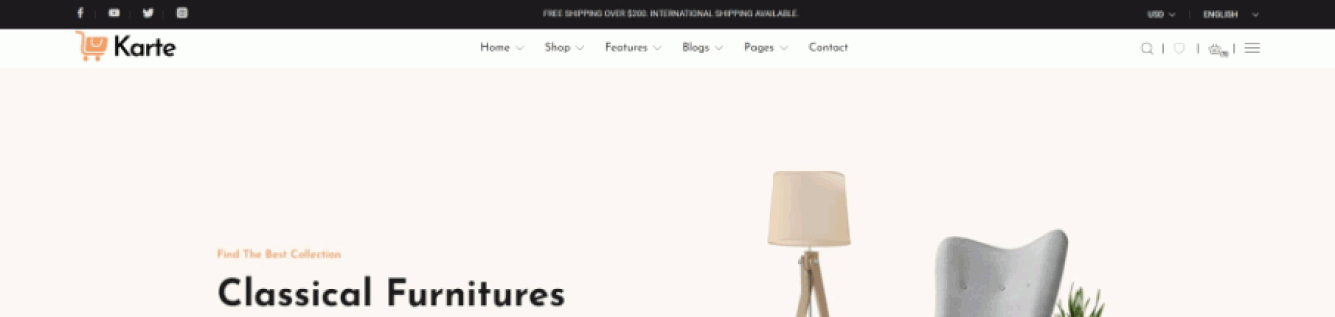 FREE SHIPPING OVER $200. INTERNATIONAL SHIPPING AVAILABLE.
USD
ENGLISH
Karte
Home
Shop
Features
Blogs
Pages
Contact
Find The Best Collection
Classical Furnitures